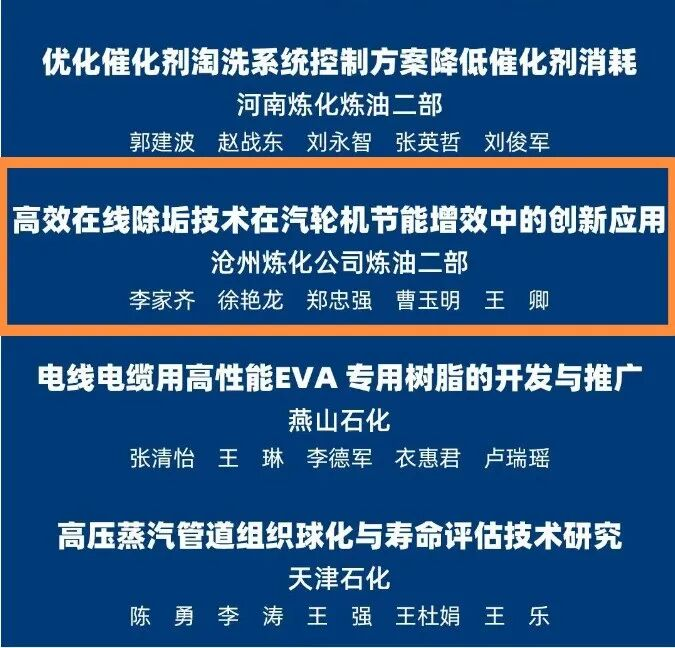 优化催化剂淘洗系统控制方案降低催化剂消耗
河南炼化炼油二部
郭建波 赵战东 刘永智 张英哲 刘俊军
高效在线除垢技术在汽轮机节能增效中的创新应用
沧州炼化公司炼油二部
李家齐 徐艳龙 郑忠强 曹玉明 王 卿
电线电缆用高性能EVA 专用树脂的开发与推广
燕山石化
张清怡 王 琳 李德军 衣惠君 卢瑞瑶
高压蒸汽管道组织球化与寿命评估技术研究
天津石化
陈 勇 李 涛 王 强 王杜娟 王 乐